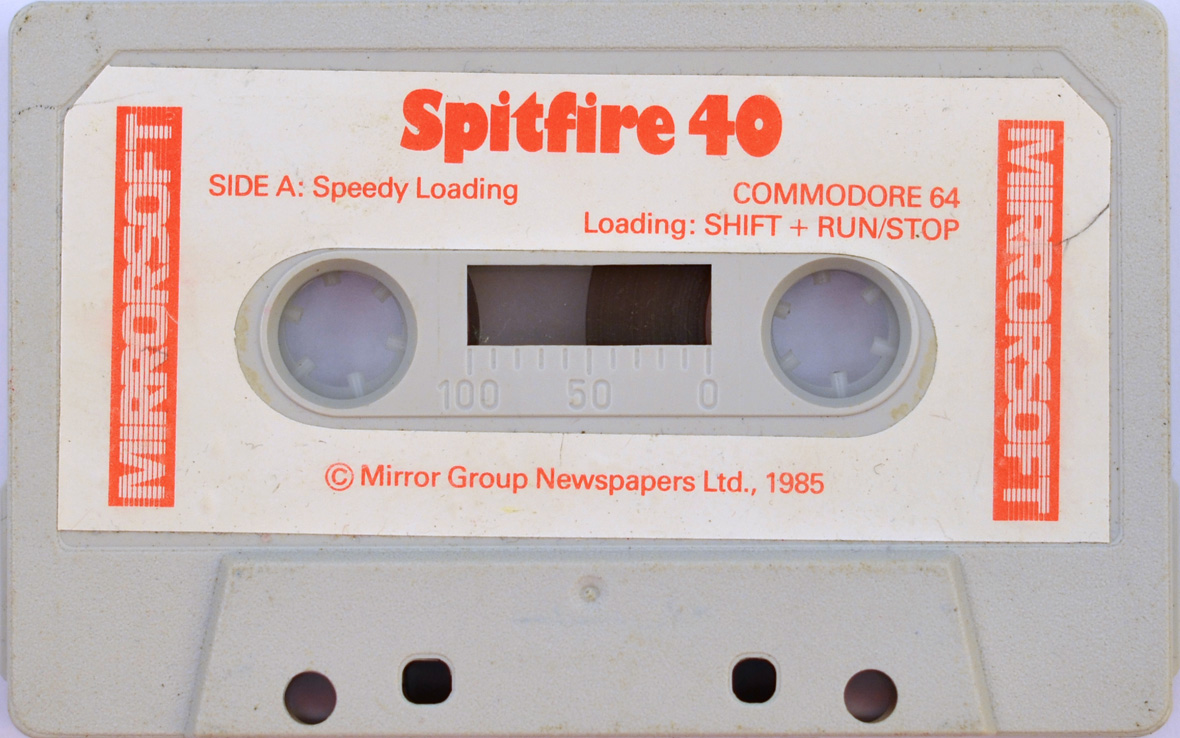 Spitfire 40
MIRRORSOFT
SIDE A: Speedy Loading
COMMODORE 64
Loading: SHIFT + RUN/STOP
MIRRORSOFT
100 50 0
© Mirror Group Newspapers Ltd., 1985